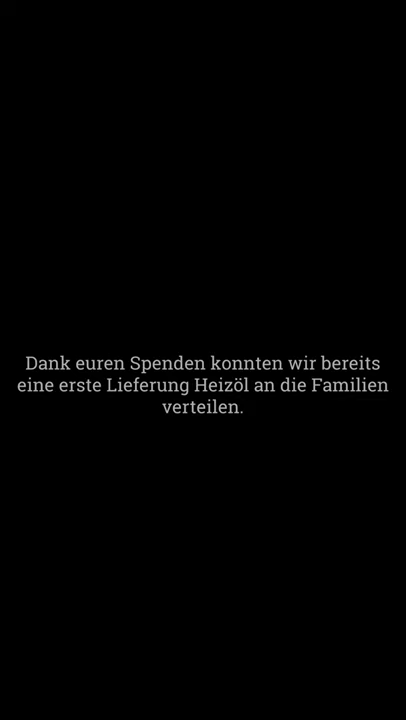 Dank euren Spenden konnten wir bereits
eine erste Lieferung Heizöl an die Familien
verteilen.